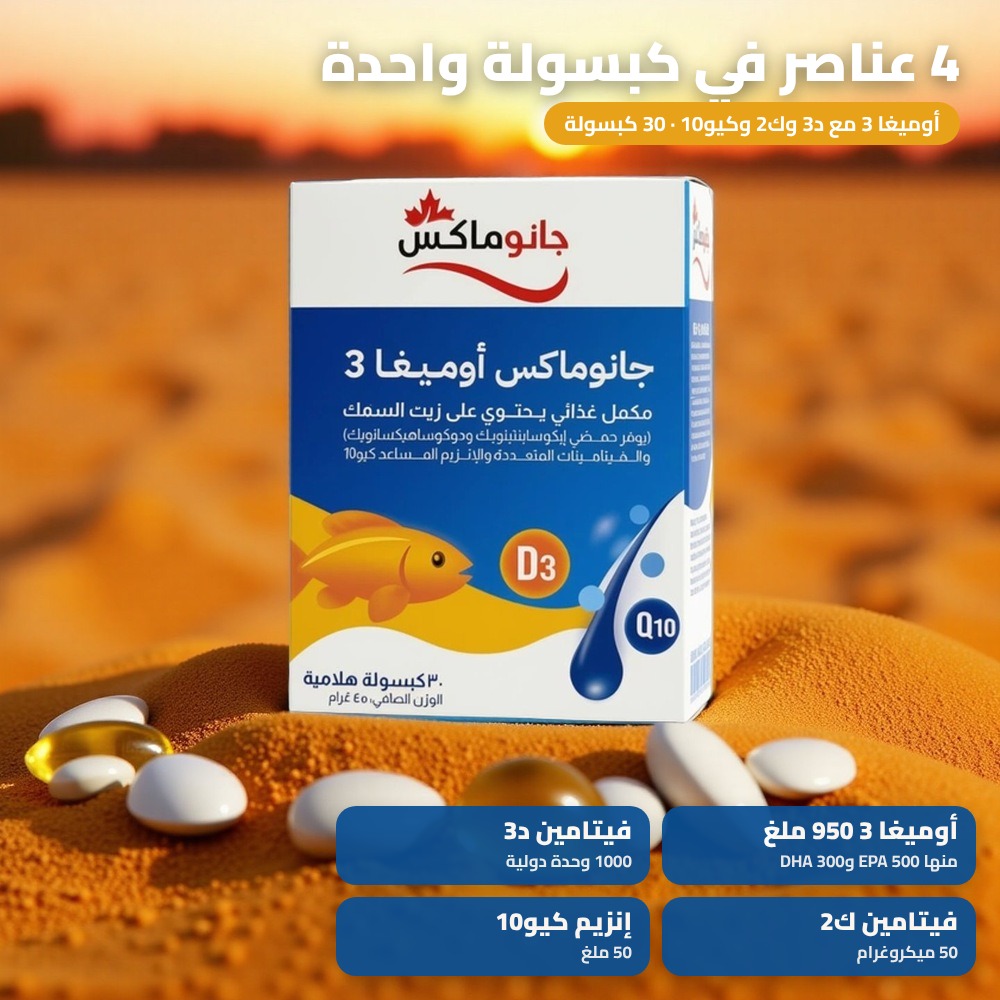 4 عناصر في كبسولة واحدة
أوميغا 3 مع د3 وك2 وكيو10 · 30 كبسولة
جانوماكس
جانوماكس أوميغا 3
مكمل غذائي يحتوي على زيت السمك
(يوفر حمضي إيكوسابنتينويك ودوكوساهيكسانويك)
والفيتامينات المتعددة والإنزيم المساعد كيو10
D3
Q10
٣٠ كبسولة هلامية
الوزن الصافي، ٤٥ غرام
أوميغا 3 950 ملغ
منها 500 EPA و300 DHA
فيتامين د3
1000 وحدة دولية
فيتامين ك2
50 ميكروغرام
إنزيم كيو10
50 ملغ